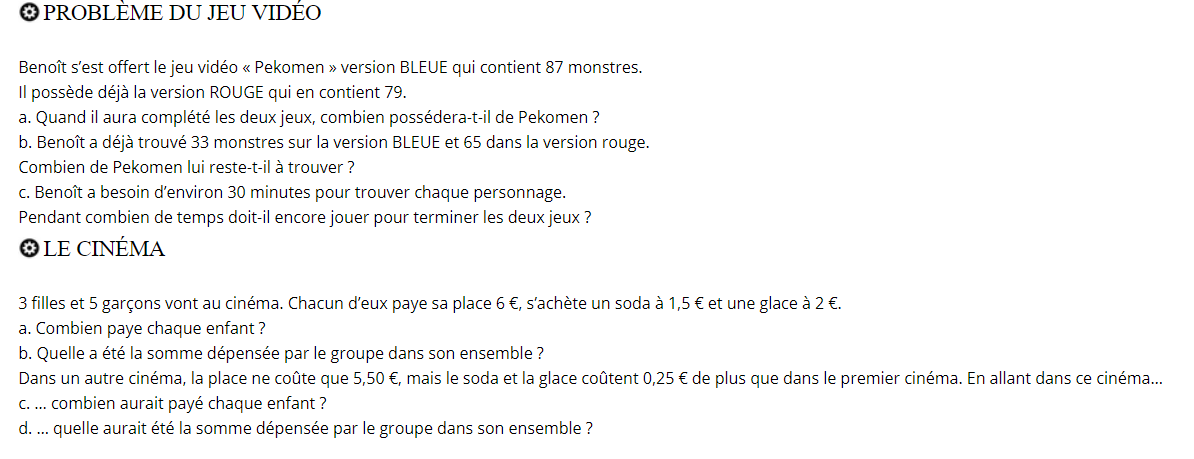 PROBLÈME DU JEU VIDÉO
Benoît s’est offert le jeu vidéo « Pekomen » version BLEUE qui contient 87 monstres.
Il possède déjà la version ROUGE qui en contient 79.
a. Quand il aura complété les deux jeux, combien possédera-t-il de Pekomen ?
b. Benoît a déjà trouvé 33 monstres sur la version BLEUE et 65 dans la version rouge.
Combien de Pekomen lui reste-t-il à trouver ?
c. Benoît a besoin d’environ 30 minutes pour trouver chaque personnage.
Pendant combien de temps doit-il encore jouer pour terminer les deux jeux ?
LE CINÉMA
3 filles et 5 garçons vont au cinéma. Chacun d’eux paye sa place 6 €, s’achète un soda à 1,5 € et une glace à 2 €.
a. Combien paye chaque enfant ?
b. Quelle a été la somme dépensée par le groupe dans son ensemble ?
Dans un autre cinéma, la place ne coûte que 5,50 €, mais le soda et la glace coûtent 0,25 € de plus que dans le premier cinéma. En allant dans ce cinéma…
c. … combien aurait payé chaque enfant ?
d. … quelle aurait été la somme dépensée par le groupe dans son ensemble ?